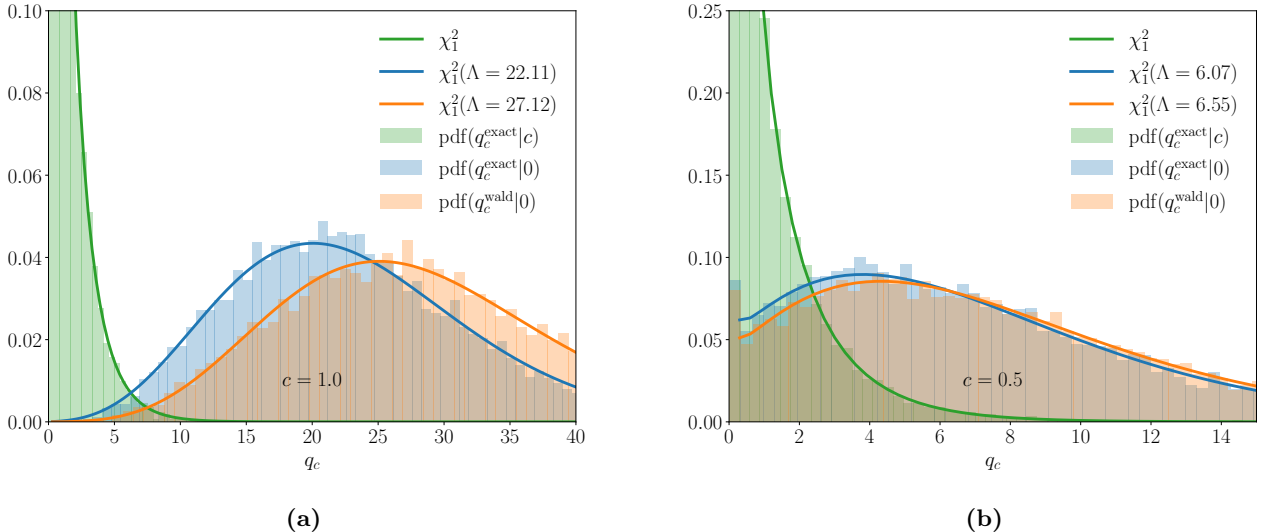 0.10
0.08
0.06
0.04
0.02
0.00
0 5 10 15 20 25 30 35 40
q_c
χ²₁
χ²₁(Λ = 22.11)
χ²₁(Λ = 27.12)
pdf(q_c^exact|c)
pdf(q_c^exact|0)
pdf(q_c^wald|0)
c = 1.0
(a)
0.25
0.20
0.15
0.10
0.05
0.00
0 2 4 6 8 10 12 14
q_c
χ²₁
χ²₁(Λ = 6.07)
χ²₁(Λ = 6.55)
pdf(q_c^exact|c)
pdf(q_c^exact|0)
pdf(q_c^wald|0)
c = 0.5
(b)